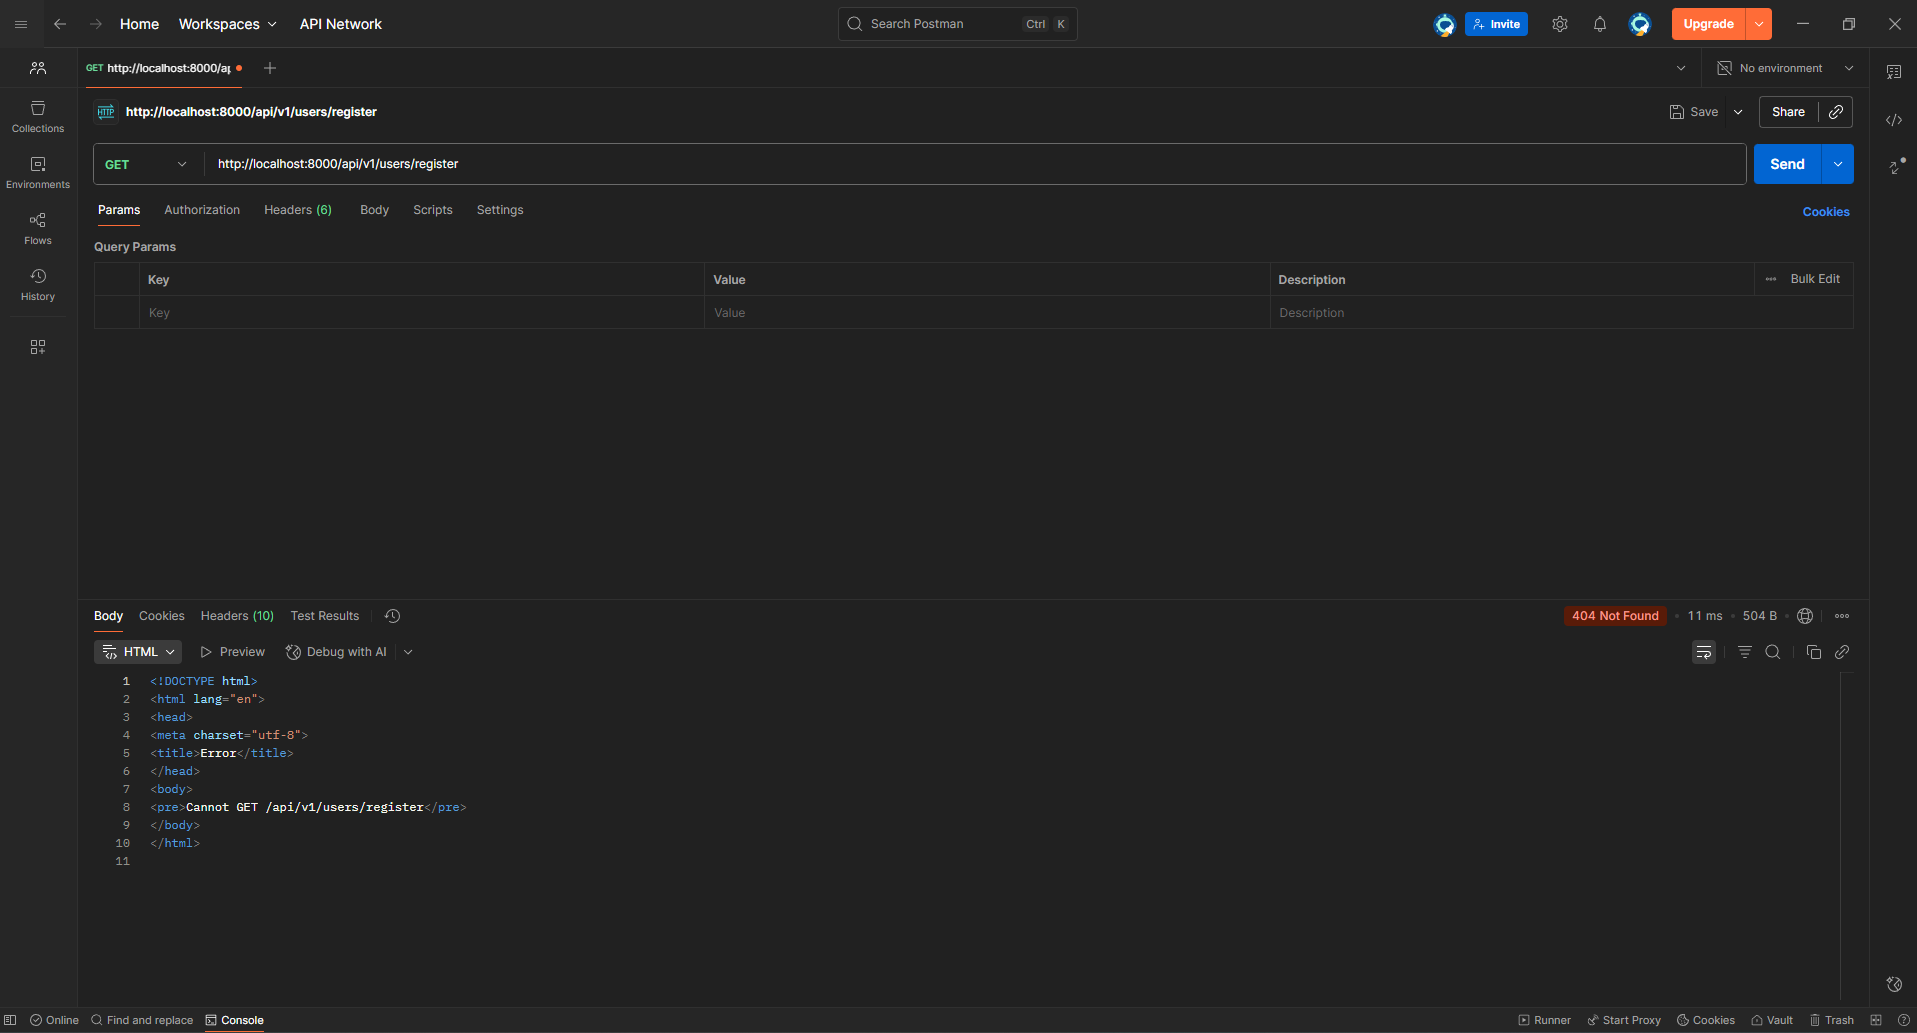 Home Workspaces API Network Search Postman Ctrl K Invite Upgrade
GET http://localhost:8000/ap No environment
HTTP http://localhost:8000/api/v1/users/register Save Share
GET http://localhost:8000/api/v1/users/register Send
Params Authorization Headers (6) Body Scripts Settings Cookies
Query Params
Key Value Description Bulk Edit
Key Value Description
Collections
Environments
Flows
History
Body Cookies Headers (10) Test Results 404 Not Found 11 ms 504 B
HTML Preview Debug with AI
1 <!DOCTYPE html>
2 <html lang="en">
3 <head>
4 <meta charset="utf-8">
5 <title>Error</title>
6 </head>
7 <body>
8 <pre>Cannot GET /api/v1/users/register</pre>
9 </body>
10 </html>
11
Online Find and replace Console Runner Start Proxy Cookies Vault Trash